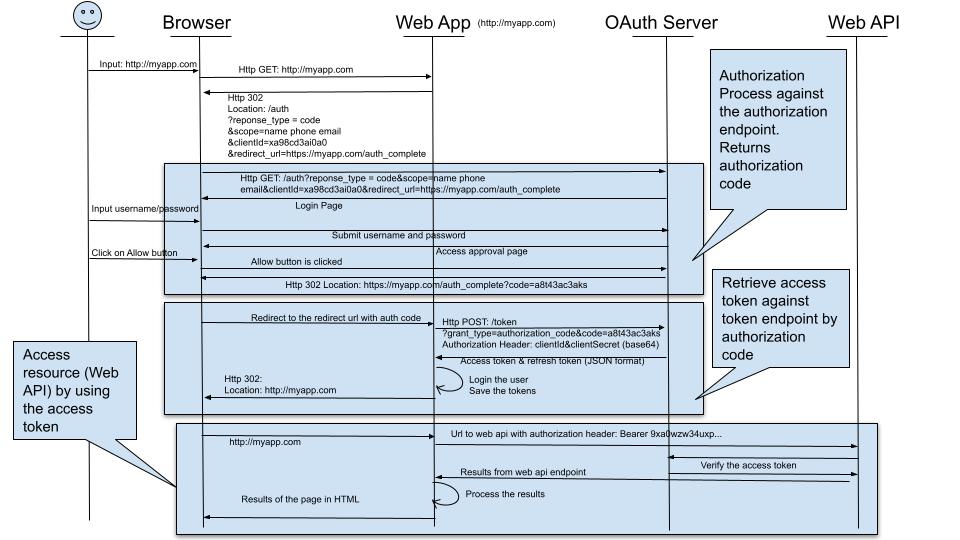 Browser
Web App (http://myapp.com)
OAuth Server
Web API
Input: http://myapp.com
Http GET: http://myapp.com
Http 302
Location: /auth
?reponse_type = code
&scope=name phone email
&clientId=xa98cd3ai0a0
&redirect_url=https://myapp.com/auth_complete
Authorization
Process against
the authorization
endpoint.
Returns
authorization
code
Http GET: /auth?reponse_type = code&scope=name phone
email&clientId=xa98cd3ai0a0&redirect_url=https://myapp.com/auth_complete
Login Page
Input username/password
Submit username and password
Access approval page
Click on Allow button
Allow button is clicked
Http 302 Location: https://myapp.com/auth_complete?code=a8t43ac3aks
Retrieve access
token against
token endpoint by
authorization
code
Redirect to the redirect url with auth code
Http POST: /token
?grant_type=authorization_code&code=a8t43ac3aks
Authorization Header: clientId&clientSecret (base64)
Access token & refresh token (JSON format)
Login the user
Save the tokens
Http 302:
Location: http://myapp.com
Access
resource (Web
API) by using
the access
token
http://myapp.com
Url to web api with authorization header: Bearer 9xa0wzw34uxp...
Verify the access token
Results from web api endpoint
Process the results
Results of the page in HTML